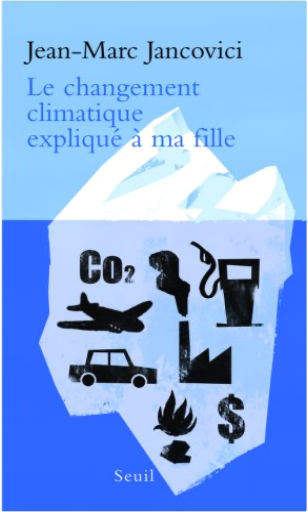 Jean-Marc Jancovici
Le changement
climatique
expliqué à ma fille
CO2
$
Seuil